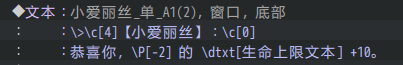 ◆文本：小爱丽丝_单_A1(2), 窗口, 底部
：　　：\>\c[4]【小爱丽丝】：\c[0]
：　　：恭喜你，\P[-2] 的 \dtxt[生命上限文本] +10。